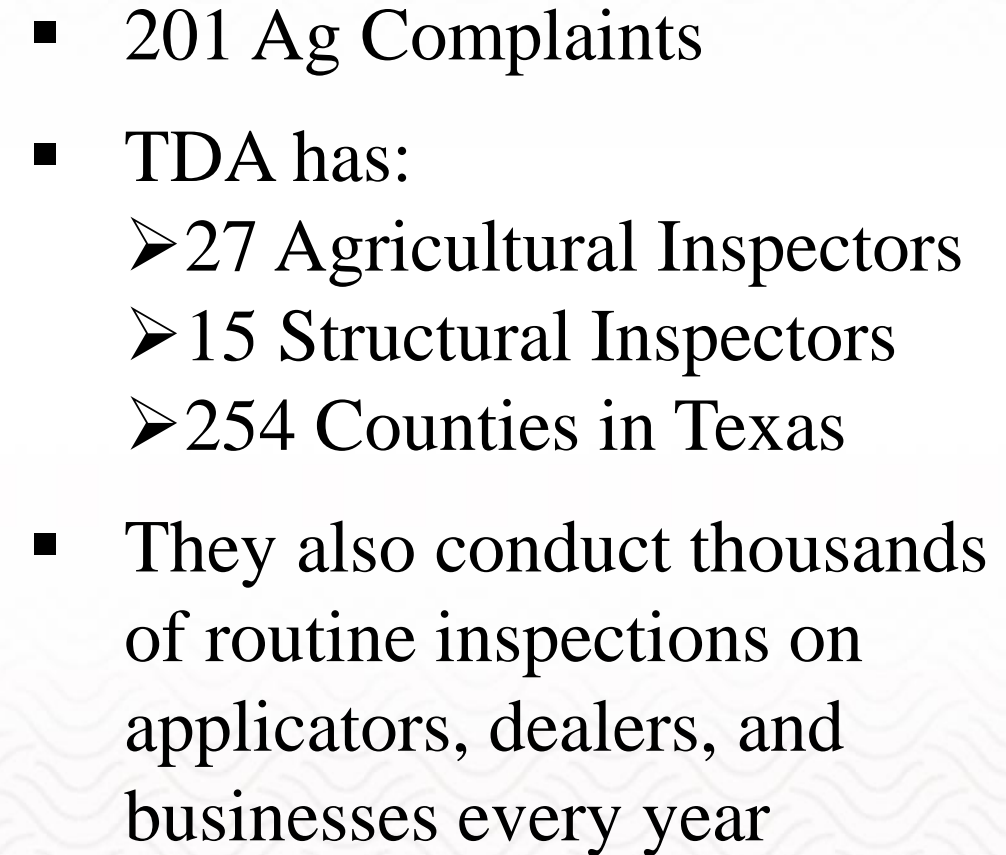 ▪ 201 Ag Complaints
▪ TDA has:
➢27 Agricultural Inspectors
➢15 Structural Inspectors
➢254 Counties in Texas
▪ They also conduct thousands
of routine inspections on
applicators, dealers, and
businesses every year